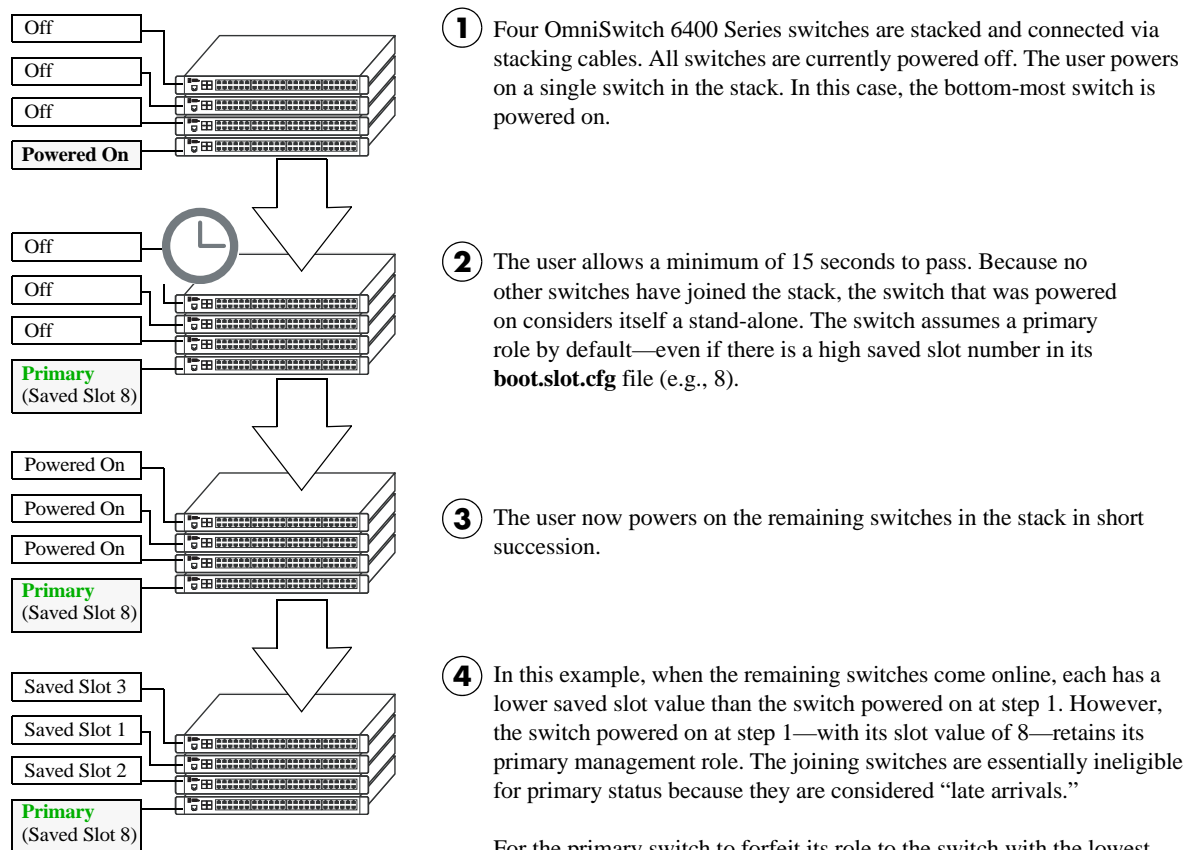 Off
Off
Off
Powered On
1 Four OmniSwitch 6400 Series switches are stacked and connected via
stacking cables. All switches are currently powered off. The user powers
on a single switch in the stack. In this case, the bottom-most switch is
powered on.
Off
Off
Off
Primary
(Saved Slot 8)
2 The user allows a minimum of 15 seconds to pass. Because no
other switches have joined the stack, the switch that was powered
on considers itself a stand-alone. The switch assumes a primary
role by default—even if there is a high saved slot number in its
boot.slot.cfg file (e.g., 8).
Powered On
Powered On
Powered On
Primary
(Saved Slot 8)
3 The user now powers on the remaining switches in the stack in short
succession.
Saved Slot 3
Saved Slot 1
Saved Slot 2
Primary
(Saved Slot 8)
4 In this example, when the remaining switches come online, each has a
lower saved slot value than the switch powered on at step 1. However,
the switch powered on at step 1—with its slot value of 8—retains its
primary management role. The joining switches are essentially ineligible
for primary status because they are considered “late arrivals.”
For the primary switch to forfeit its role to the switch with the lowest